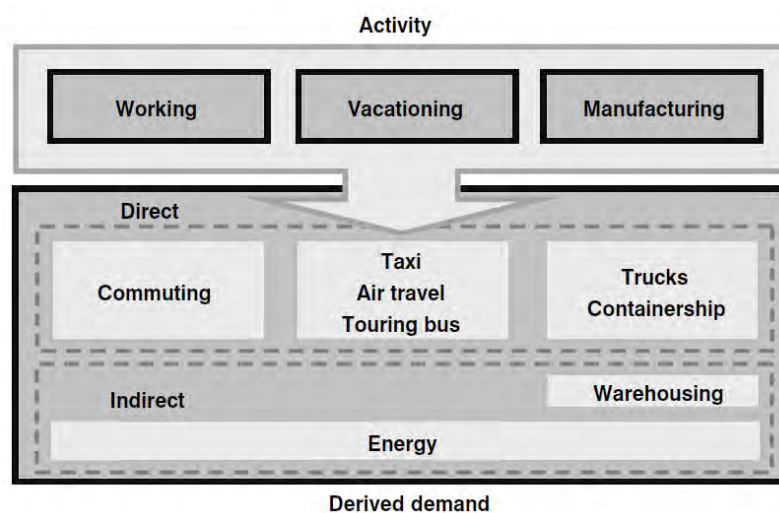 Activity
Working
Vacationing
Manufacturing
Direct
Commuting
Taxi
Air travel
Touring bus
Trucks
Containership
Indirect
Warehousing
Energy
Derived demand